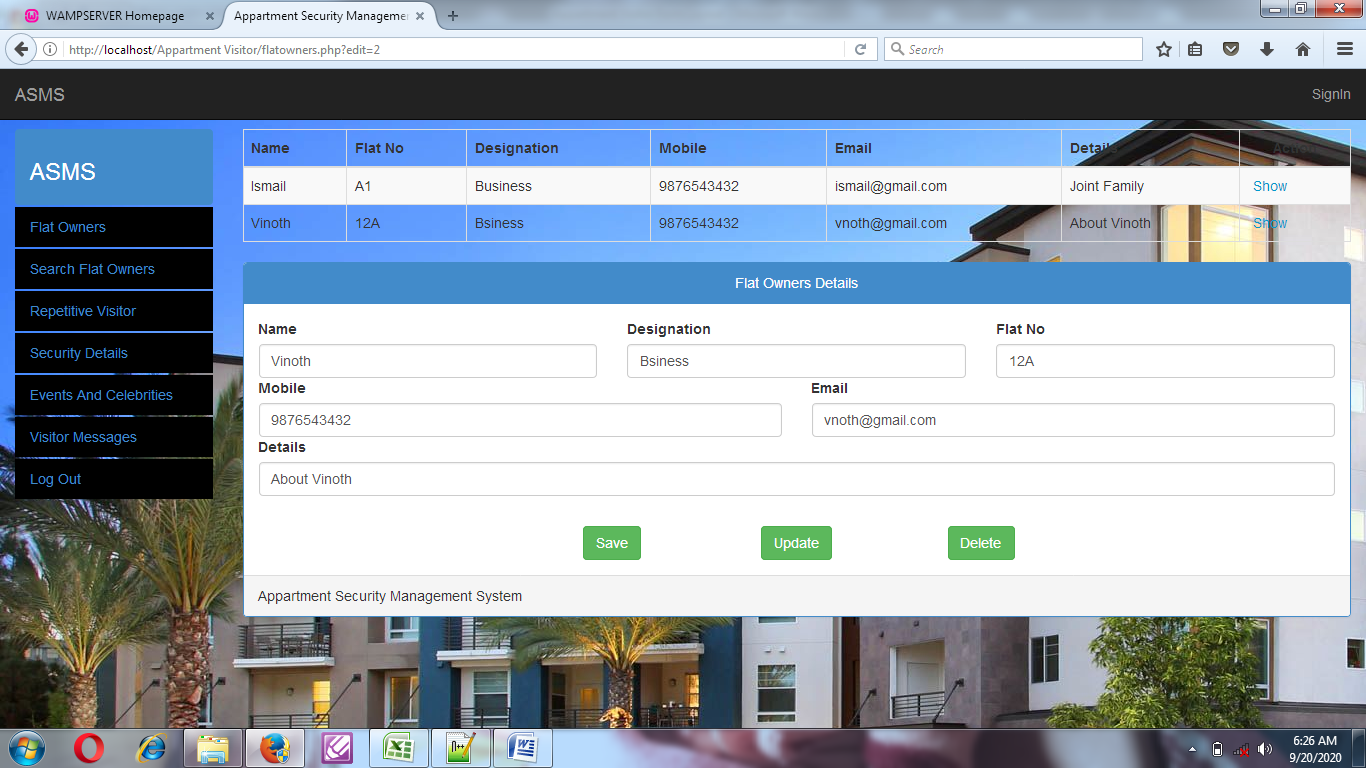 WAMPSERVER Homepage
Appartment Security Manageme
http://localhost/Appartment Visitor/flatowners.php?edit=2
Search
ASMS
SignIn
ASMS
Flat Owners
Search Flat Owners
Repetitive Visitor
Security Details
Events And Celebrities
Visitor Messages
Log Out
Name Flat No Designation Mobile Email Details Action
Ismail A1 Business 9876543432 ismail@gmail.com Joint Family Show
Vinoth 12A Bsiness 9876543432 vnoth@gmail.com About Vinoth Show
Flat Owners Details
Name Designation Flat No
Vinoth Bsiness 12A
Mobile Email
9876543432 vnoth@gmail.com
Details
About Vinoth
Save Update Delete
Appartment Security Management System
6:26 AM
9/20/2020